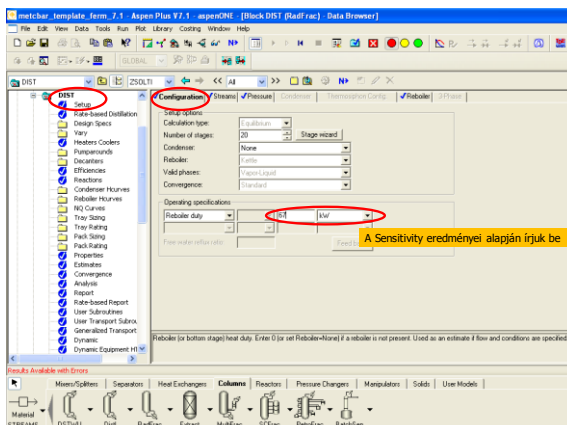 metcbar_template_ferm_7.1 - Aspen Plus V7.1 - aspenONE - [Block DIST (RadFrac) - Data Browser]
File Edit View Data Tools Run Plot Library Costing Window Help
GLOBAL
DIST ZSOLTI << All >> N>
DIST
Setup
Rate-based Distillation
Design Specs
Vary
Heaters Coolers
Pumparounds
Decanters
Efficiencies
Reactions
Condenser Hcurves
Reboiler Hcurves
NQ Curves
Tray Sizing
Tray Rating
Pack Sizing
Pack Rating
Properties
Estimates
Convergence
Analysis
Report
Rate-based Report
User Subroutines
User Transport Subrou
Generalized Transport
Dynamic
Dynamic Equipment Ht
Configuration Streams Pressure Condenser Thermosiphon Config. Reboiler 3-Phase
Setup options
Calculation type: Equilibrium
Number of stages: 20 Stage wizard
Condenser: None
Reboiler: Kettle
Valid phases: Vapor-Liquid
Convergence: Standard
Operating specifications
Reboiler duty 67 kW
Free water reflux ratio: Feed b
A Sensitivity eredményei alapján írjuk be
Reboiler (or bottom stage) heat duty. Enter 0 (or set Reboiler=None) if a reboiler is not present. Used as an estimate if flow and conditions are specified
Results Available with Errors
Mixers/Splitters Separators Heat Exchangers Columns Reactors Pressure Changers Manipulators Solids User Models
Material
STREAMS DSTWU Distl RadFrac Extract MultiFrac SCFrac PetroFrac BatchSep